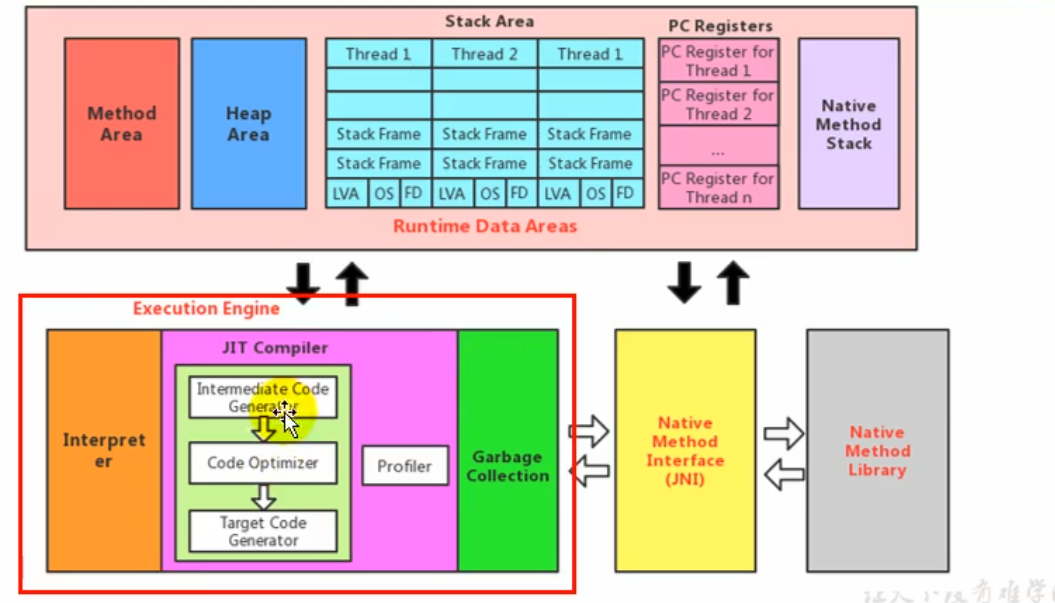 Stack Area
PC Registers
Method
Area
Heap
Area
Thread 1
Thread 2
Thread 1
Stack Frame
Stack Frame
Stack Frame
Stack Frame
Stack Frame
Stack Frame
LVA
OS
FD
LVA
OS
FD
LVA
OS
FD
PC Register for
Thread 1
PC Register for
Thread 2
...
PC Register for
Thread n
Native
Method
Stack
Runtime Data Areas
Execution Engine
Interpret
er
JIT Compiler
Intermediate Code
Generator
Code Optimizer
Target Code
Generator
Profiler
Garbage
Collection
Native
Method
Interface
(JNI)
Native
Method
Library